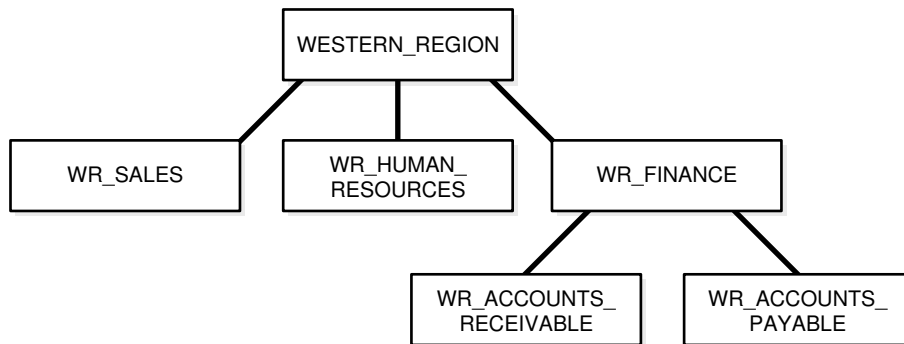 WESTERN_REGION
WR_SALES
WR_HUMAN_
RESOURCES
WR_FINANCE
WR_ACCOUNTS_
RECEIVABLE
WR_ACCOUNTS_
PAYABLE